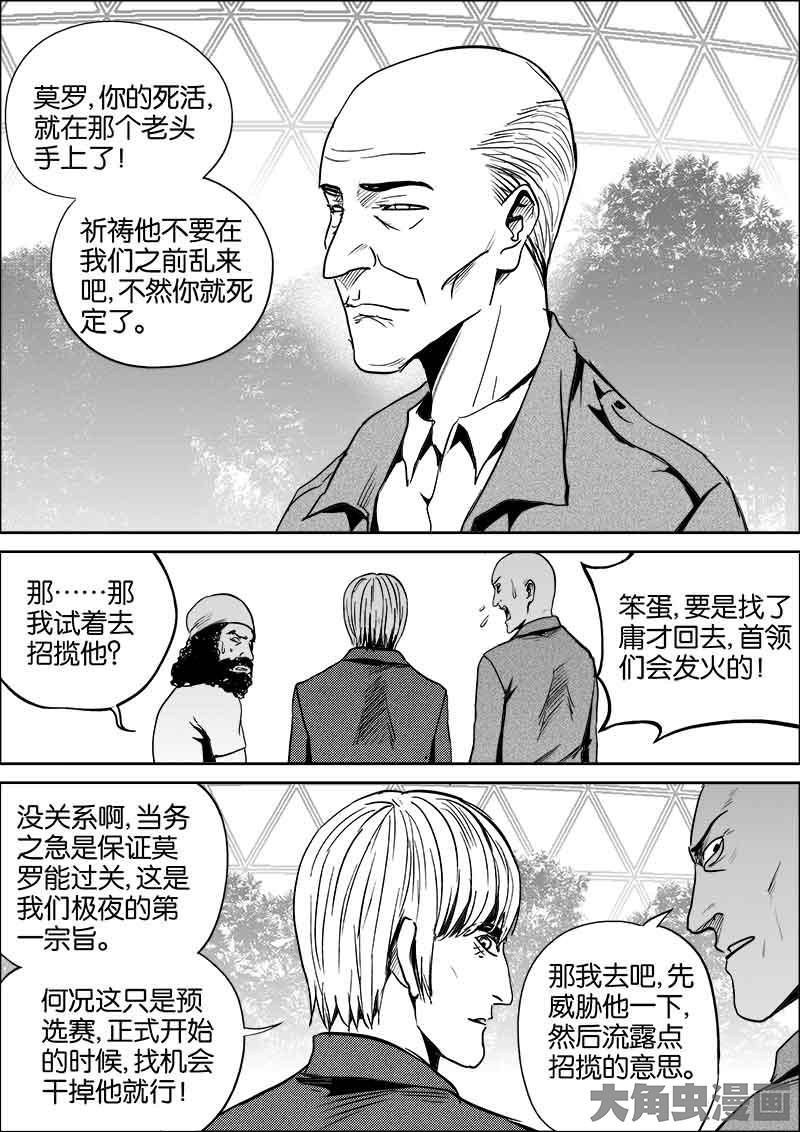 莫罗,你的死活,
就在那个老头
手上了!
祈祷他不要在
我们之前乱来
吧,不然你就死
定了。
那……那
我试着去
招揽他?
笨蛋,要是找了
庸才回去,首领
们会发火的!
没关系啊,当务
之急是保证莫
罗能过关,这是
我们极夜的第
一宗旨。
何况这只是预
选赛,正式开始
的时候,找机会
干掉他就行!
那我去吧,先
威胁他一下,
然后流露点
招揽的意思。
大角虫漫画